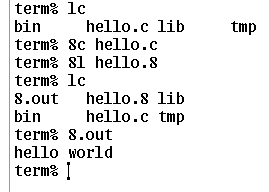 term% lc
bin hello.c lib tmp
term% 8c hello.c
term% 8l hello.8
term% lc
8.out hello.8 lib
bin hello.c tmp
term% 8.out
hello world
term%